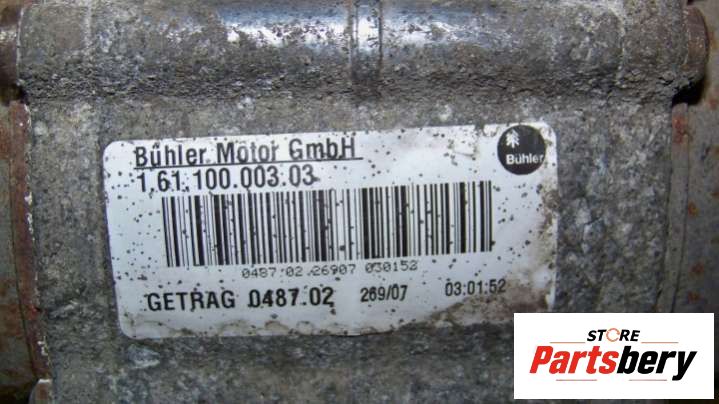 Bühler Motor GmbH
1.61.100.003.03
Bühler
0487.02 26907 030152
GETRAG 0487.02 269/07 03:01:52
STORE
Partsbery